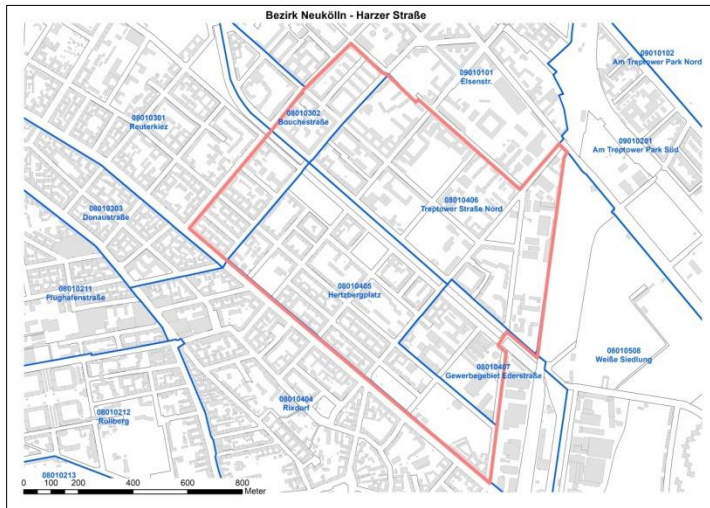 Bezirk Neukölln - Harzer Straße
09010102
Am Treptower Park Nord
09010101
Elsenstr.
08010302
Bouchéstraße
08010301
Reuterkiez
09010201
Am Treptower Park Süd
08010406
Treptower Straße Nord
08010303
Donaustraße
08010211
Flughafenstraße
08010405
Hertzbergplatz
08010508
Weiße Siedlung
08010407
Gewerbegebiet Ederstraße
08010404
Rixdorf
08010212
Rollberg
08010213
0 50 100 200 400 600 800
Meter